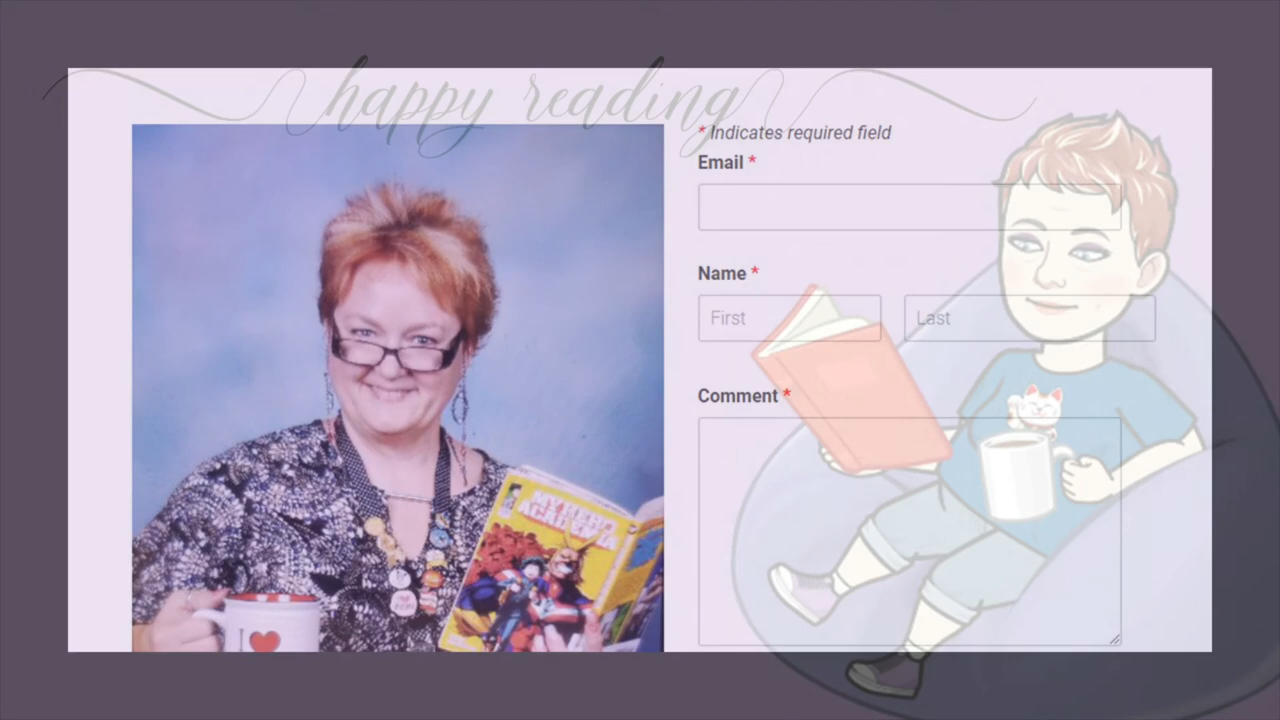 happy reading
* Indicates required field
Email *
Name *
First
Last
Comment *
MY HERO
ACADEMIA
I